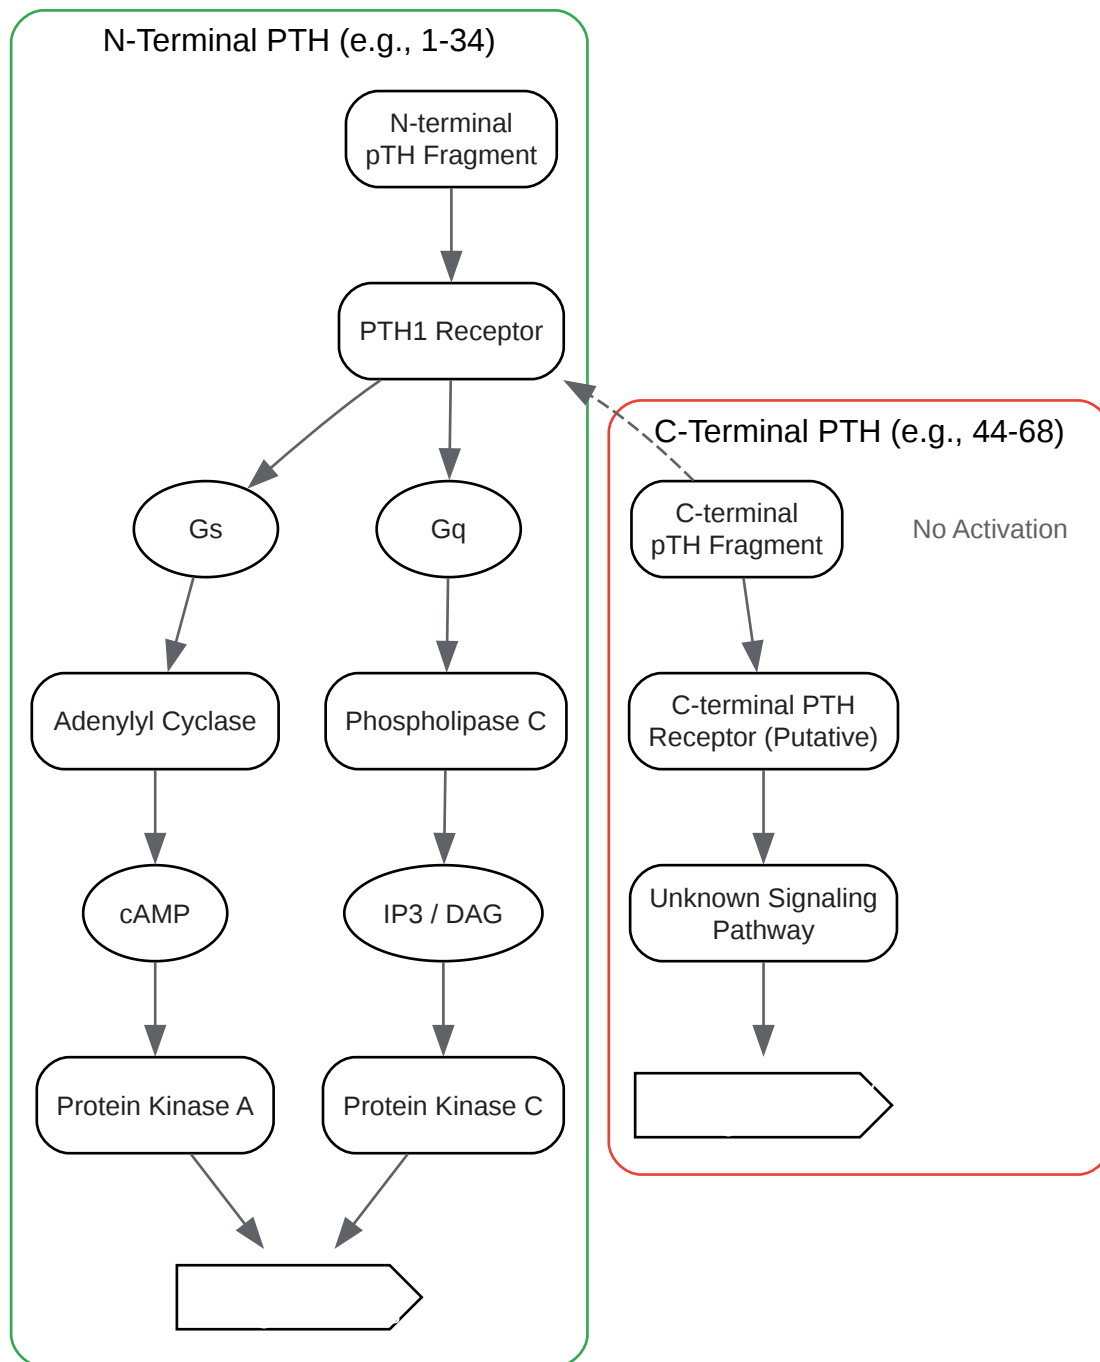 N-Terminal PTH (e.g., 1-34)
N-terminal
pTH Fragment
PTH1 Receptor
Gs
Gq
Adenylyl Cyclase
Phospholipase C
cAMP
IP3 / DAG
Protein Kinase A
Protein Kinase C
C-Terminal PTH (e.g., 44-68)
C-terminal
pTH Fragment
No Activation
C-terminal PTH
Receptor (Putative)
Unknown Signaling
Pathway